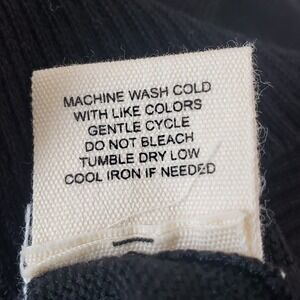 MACHINE WASH COLD
WITH LIKE COLORS
GENTLE CYCLE
DO NOT BLEACH
TUMBLE DRY LOW
COOL IRON IF NEEDED